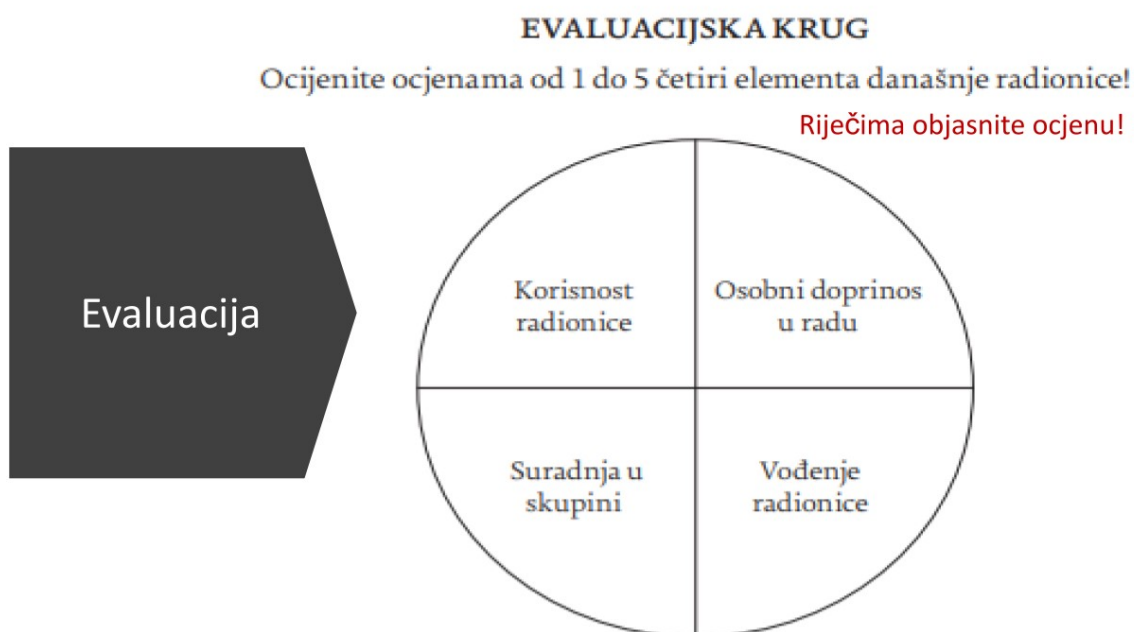 EVALUACIJSKA KRUG
Ocijenite ocjenama od 1 do 5 četiri elementa današnje radionice!
Riječima objasnite ocjenu!
Evaluacija
Korisnost
radionice
Osobni doprinos
u radu
Suradnja u
skupini
Vođenje
radionice